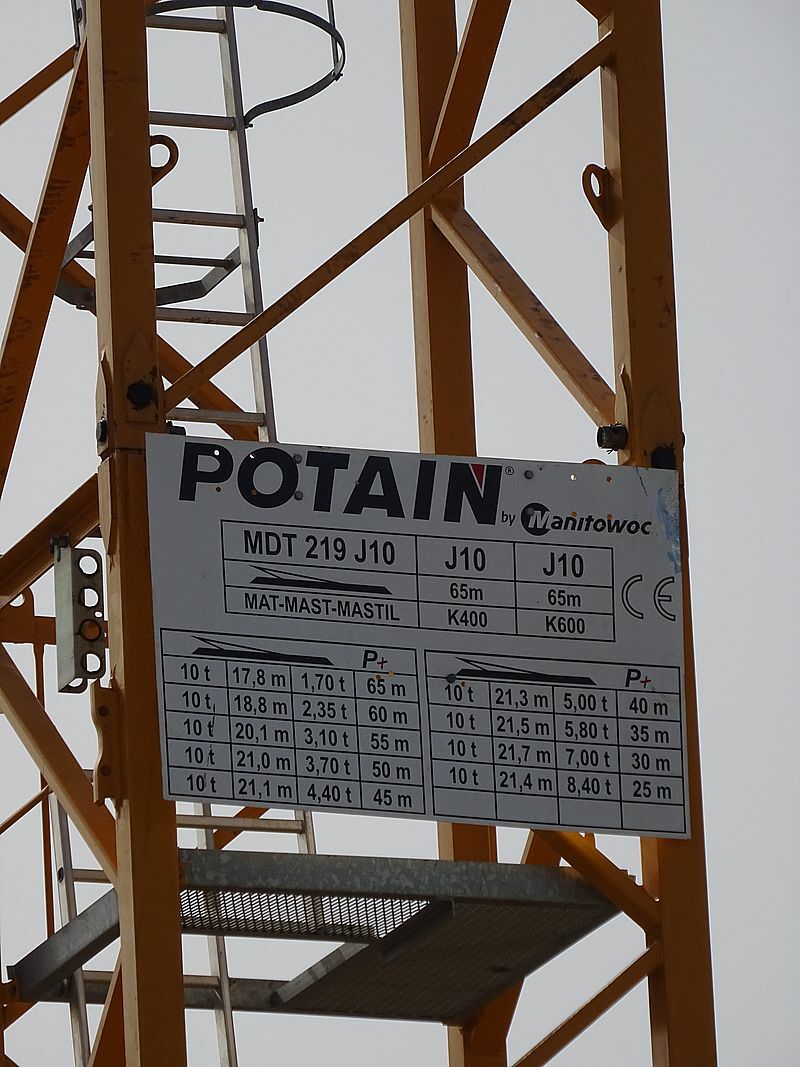 POTAIN®
by Manitowoc
MDT 219 J10 J10 J10
65m 65m
MAT-MAST-MASTIL K400 K600
CE
P+
10 t 17,8 m 1,70 t 65 m
10 t 18,8 m 2,35 t 60 m
10 t 20,1 m 3,10 t 55 m
10 t 21,0 m 3,70 t 50 m
10 t 21,1 m 4,40 t 45 m
P+
10 t 21,3 m 5,00 t 40 m
10 t 21,5 m 5,80 t 35 m
10 t 21,7 m 7,00 t 30 m
10 t 21,4 m 8,40 t 25 m